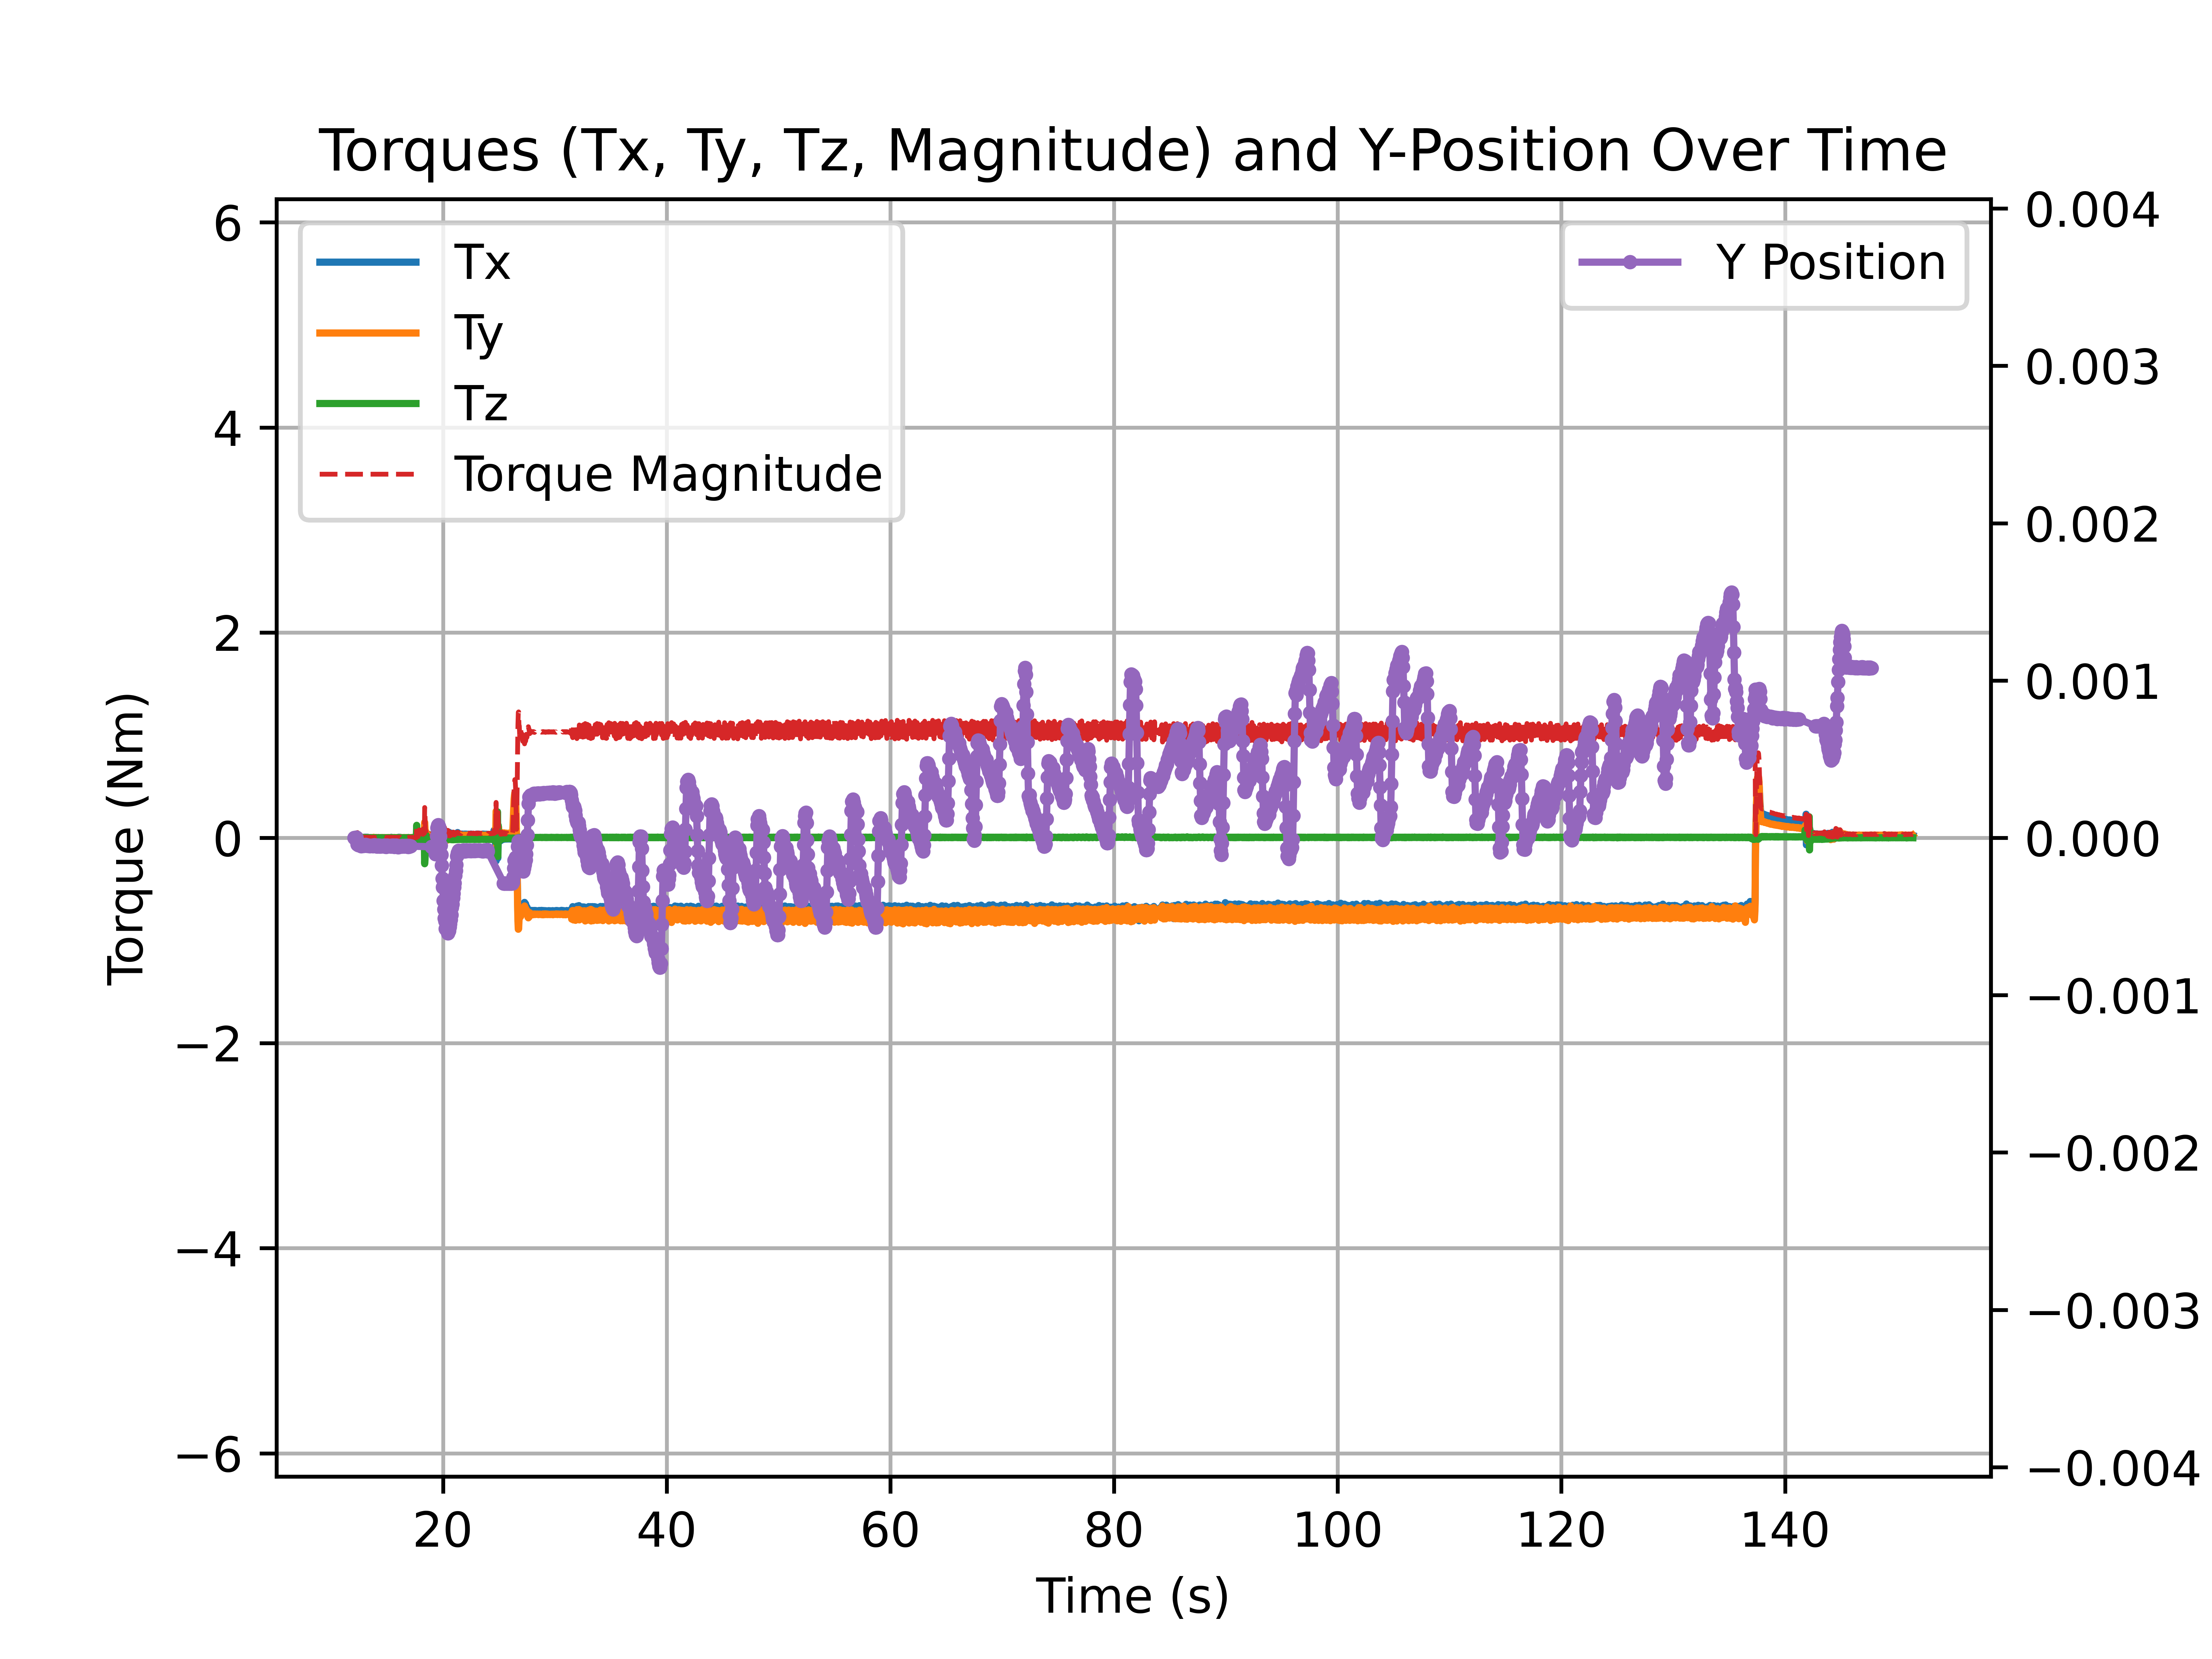 Torques (Tx, Ty, Tz, Magnitude) and Y-Position Over Time
Tx
Ty
Tz
Torque Magnitude
Y Position
6
4
2
0
−2
−4
−6
Torque (Nm)
0.004
0.003
0.002
0.001
0.000
−0.001
−0.002
−0.003
−0.004
20 40 60 80 100 120 140
Time (s)